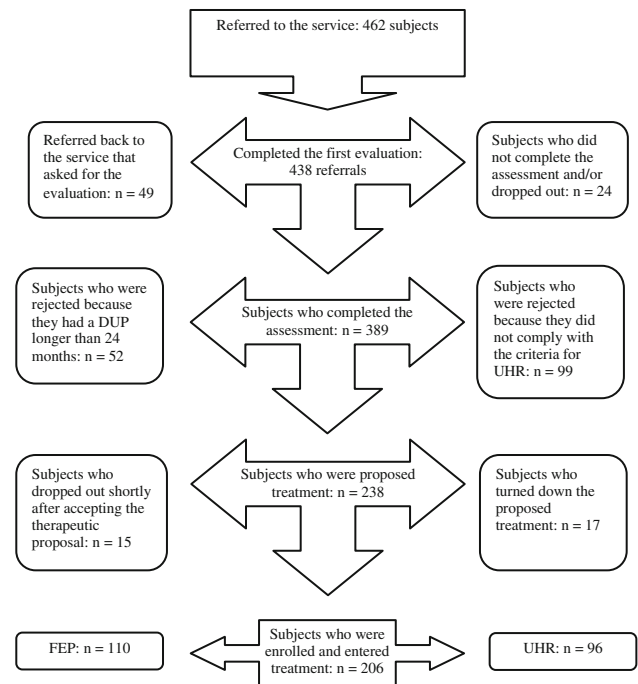 Referred to the service: 462 subjects
Referred back to
the service that
asked for the
evaluation: n = 49
Completed the first evaluation:
438 referrals
Subjects who did
not complete the
assessment and/or
dropped out: n = 24
Subjects who were
rejected because
they had a DUP
longer than 24
months: n = 52
Subjects who completed the
assessment: n = 389
Subjects who
were rejected
because they did
not comply with
the criteria for
UHR: n = 99
Subjects who
dropped out shortly
after accepting the
therapeutic
proposal: n = 15
Subjects who were proposed
treatment: n = 238
Subjects who
turned down the
proposed
treatment: n = 17
FEP: n = 110
Subjects who were
enrolled and entered
treatment: n = 206
UHR: n = 96